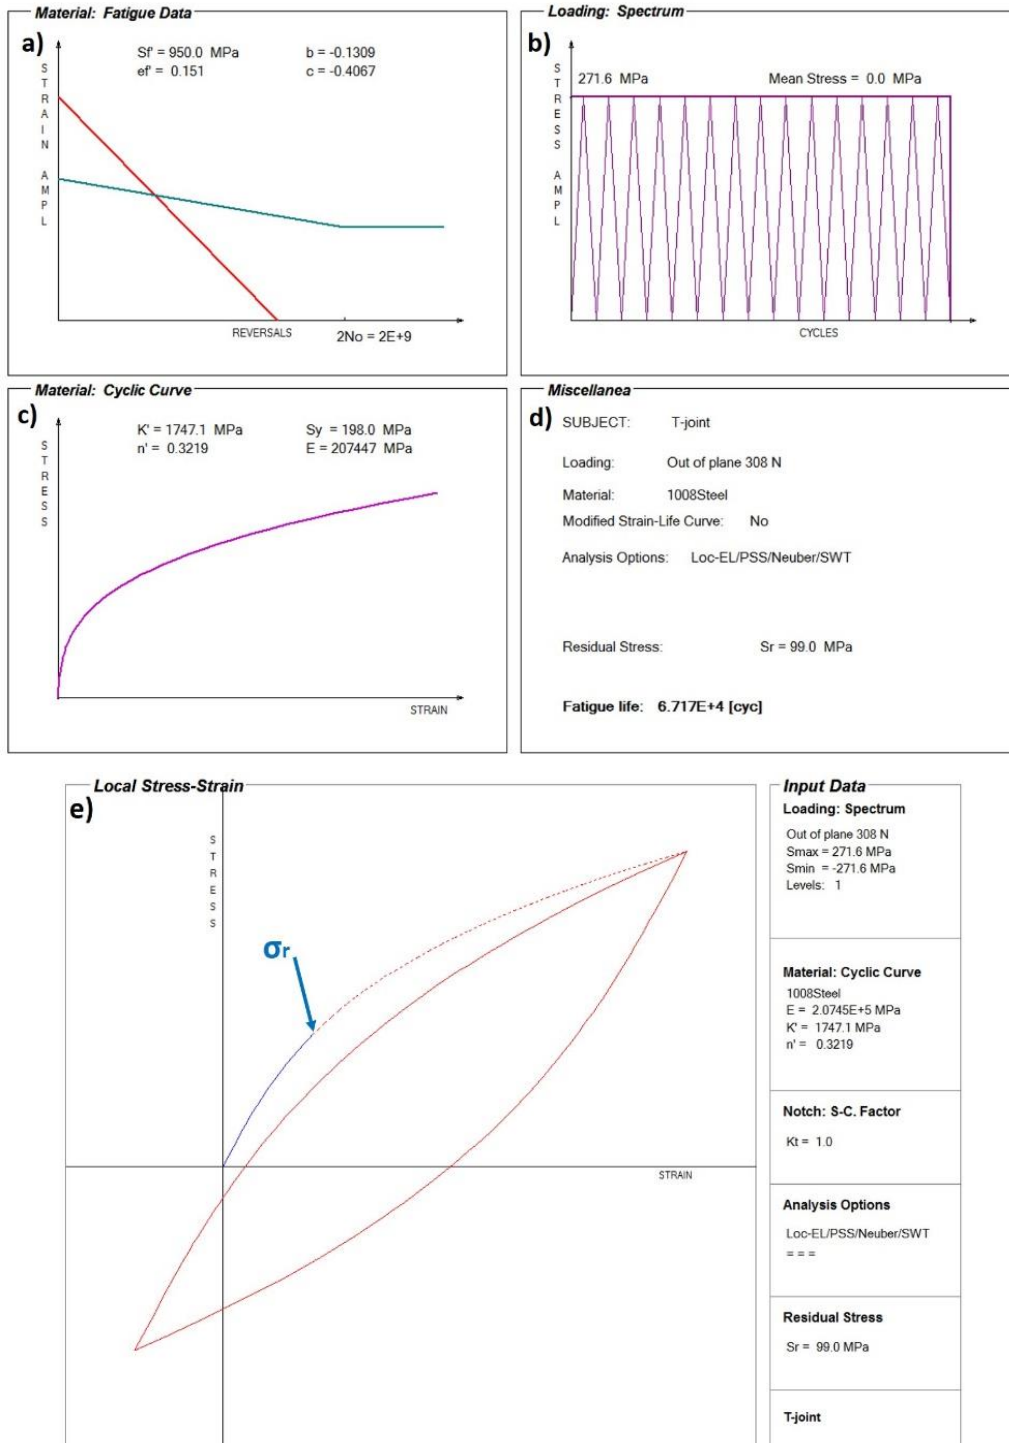 Material: Fatigue Data
a)
Sf' = 950.0 MPa b = -0.1309
ef' = 0.151 c = -0.4067
STRAIN AMPL
REVERSALS
2No = 2E+9
Loading: Spectrum
b)
271.6 MPa Mean Stress = 0.0 MPa
STRESS AMPL
CYCLES
Material: Cyclic Curve
c)
K' = 1747.1 MPa Sy = 198.0 MPa
n' = 0.3219 E = 207447 MPa
STRESS
STRAIN
Miscellanea
d)
SUBJECT: T-joint
Loading: Out of plane 308 N
Material: 1008Steel
Modified Strain-Life Curve: No
Analysis Options: Loc-EL/PSS/Neuber/SWT
Residual Stress: Sr = 99.0 MPa
Fatigue life: 6.717E+4 [cyc]
Local Stress-Strain
e)
STRESS
σr
STRAIN
Input Data
Loading: Spectrum
Out of plane 308 N
Smax = 271.6 MPa
Smin = -271.6 MPa
Levels: 1
Material: Cyclic Curve
1008Steel
E = 2.0745E+5 MPa
K' = 1747.1 MPa
n' = 0.3219
Notch: S-C. Factor
Kt = 1.0
Analysis Options
Loc-EL/PSS/Neuber/SWT
= = =
Residual Stress
Sr = 99.0 MPa
T-joint